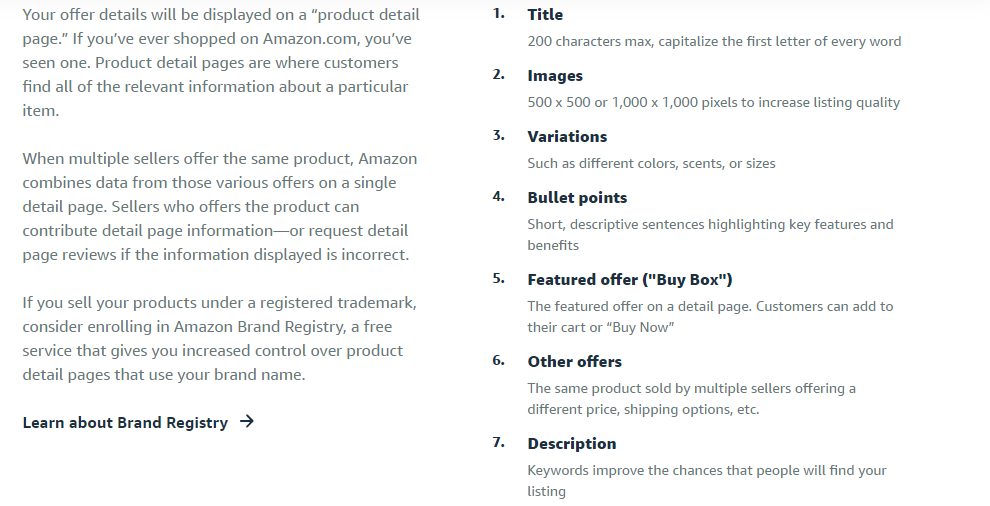 Your offer details will be displayed on a “product detail
page.” If you’ve ever shopped on Amazon.com, you’ve
seen one. Product detail pages are where customers
find all of the relevant information about a particular
item.
When multiple sellers offer the same product, Amazon
combines data from those various offers on a single
detail page. Sellers who offers the product can
contribute detail page information—or request detail
page reviews if the information displayed is incorrect.
If you sell your products under a registered trademark,
consider enrolling in Amazon Brand Registry, a free
service that gives you increased control over product
detail pages that use your brand name.
Learn about Brand Registry →
1. Title
200 characters max, capitalize the first letter of every word
2. Images
500 x 500 or 1,000 x 1,000 pixels to increase listing quality
3. Variations
Such as different colors, scents, or sizes
4. Bullet points
Short, descriptive sentences highlighting key features and
benefits
5. Featured offer ("Buy Box")
The featured offer on a detail page. Customers can add to
their cart or “Buy Now”
6. Other offers
The same product sold by multiple sellers offering a
different price, shipping options, etc.
7. Description
Keywords improve the chances that people will find your
listing